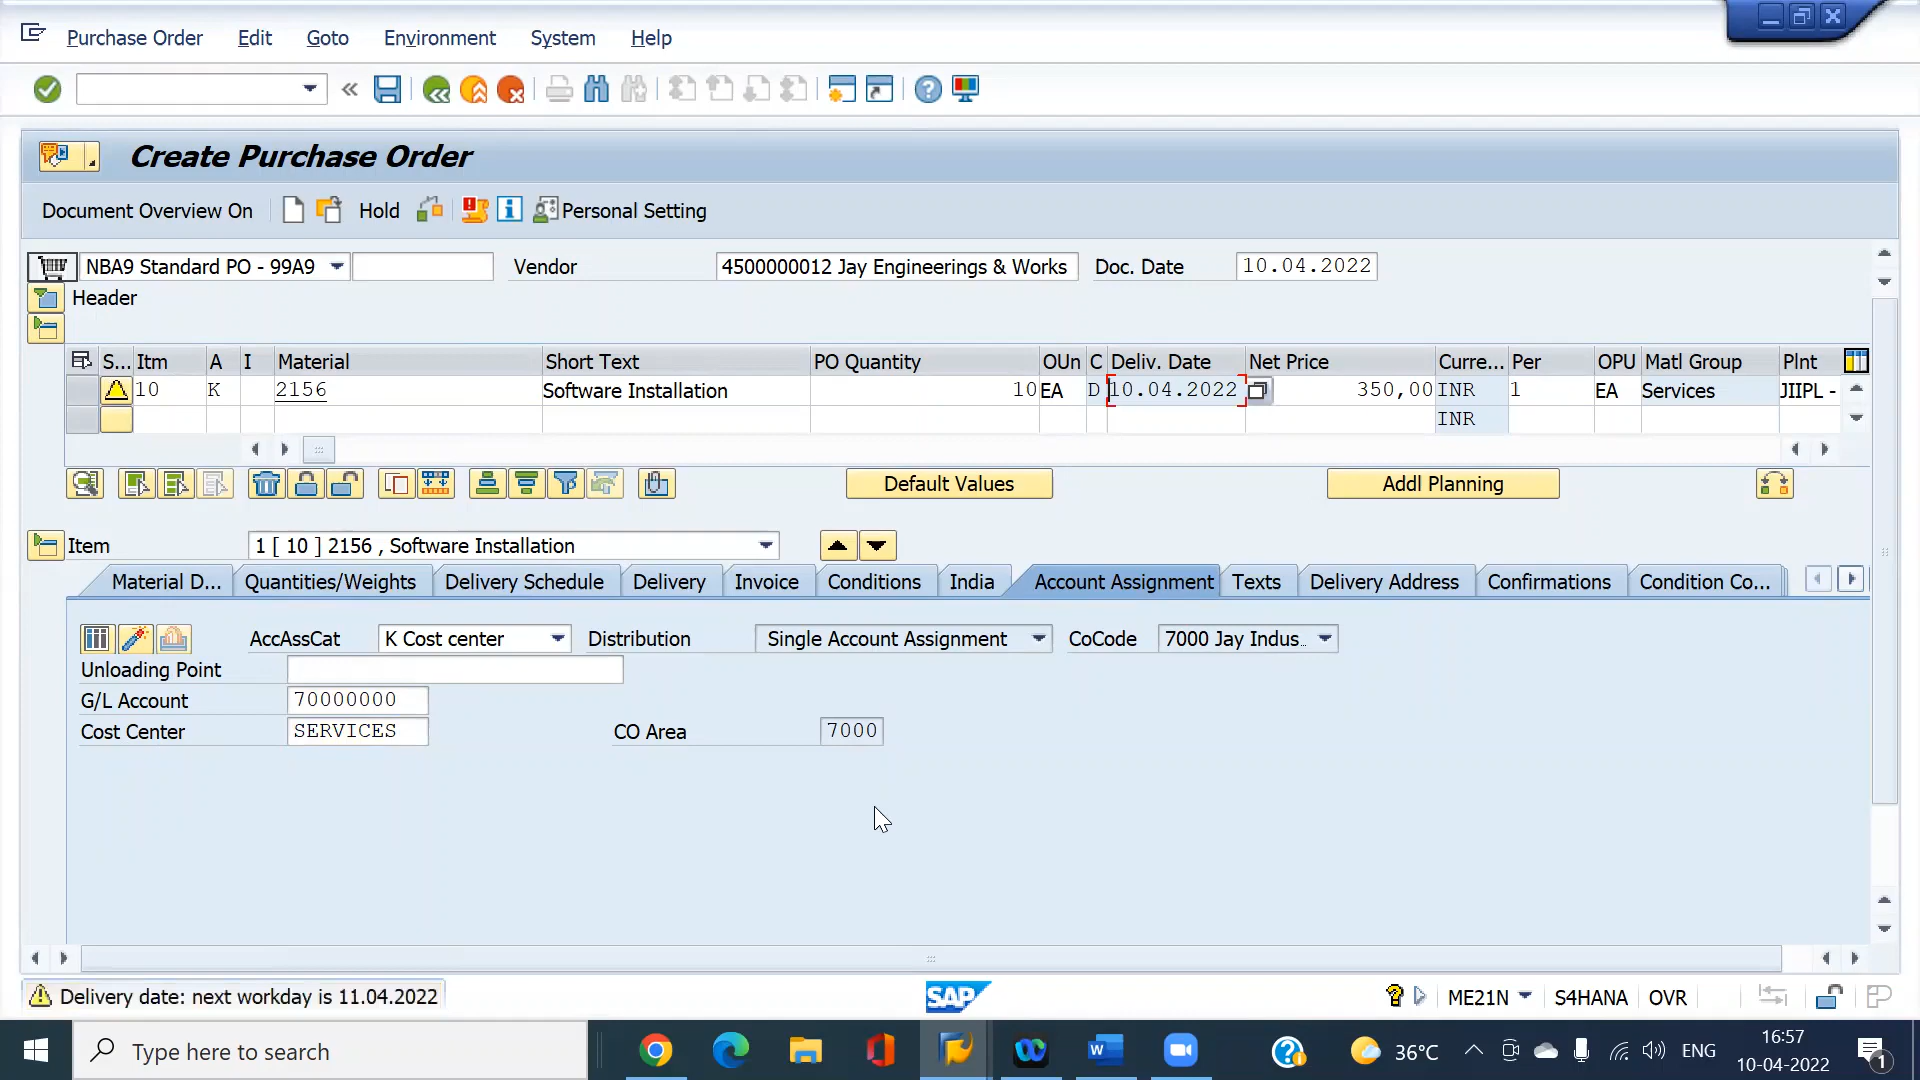 Purchase Order Edit Goto Environment System Help
Create Purchase Order
Document Overview On Hold Personal Setting
NBA9 Standard PO - 99A9 Vendor 4500000012 Jay Engineerings & Works Doc. Date 10.04.2022
Header
S... Itm A I Material Short Text PO Quantity OUn C Deliv. Date Net Price Curre... Per OPU Matl Group Plnt
10 K 2156 Software Installation 10 EA D 10.04.2022 350,00 INR 1 EA Services JIIPL -
INR
Default Values Addl Planning
Item 1 [ 10 ] 2156 , Software Installation
Material D... Quantities/Weights Delivery Schedule Delivery Invoice Conditions India Account Assignment Texts Delivery Address Confirmations Condition Co...
AccAssCat K Cost center Distribution Single Account Assignment CoCode 7000 Jay Indus..
Unloading Point
G/L Account 70000000
Cost Center SERVICES CO Area 7000
Delivery date: next workday is 11.04.2022 SAP ME21N S4HANA OVR
Type here to search 36°C ENG 16:57
10-04-2022 1